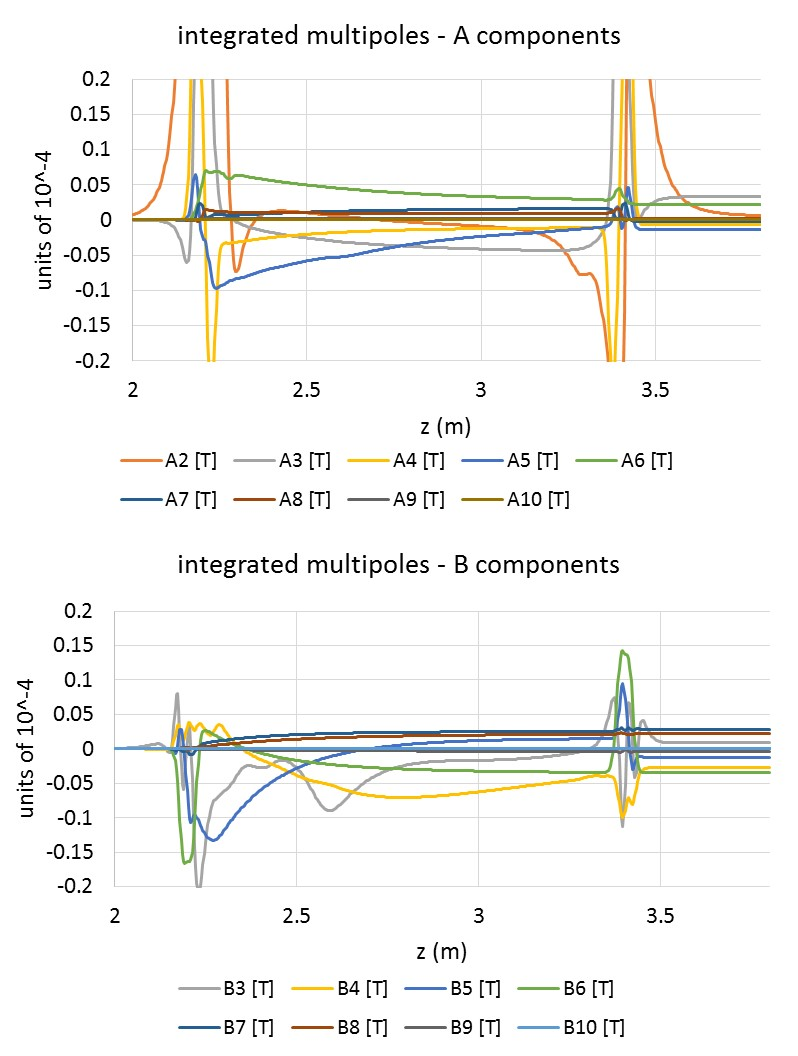 integrated multipoles - A components
0.2
0.15
0.1
0.05
0
-0.05
-0.1
-0.15
-0.2
units of 10^-4
2 2.5 3 3.5
z (m)
A2 [T] A3 [T] A4 [T] A5 [T] A6 [T]
A7 [T] A8 [T] A9 [T] A10 [T]
integrated multipoles - B components
0.2
0.15
0.1
0.05
0
-0.05
-0.1
-0.15
-0.2
units of 10^-4
2 2.5 3 3.5
z (m)
B3 [T] B4 [T] B5 [T] B6 [T]
B7 [T] B8 [T] B9 [T] B10 [T]